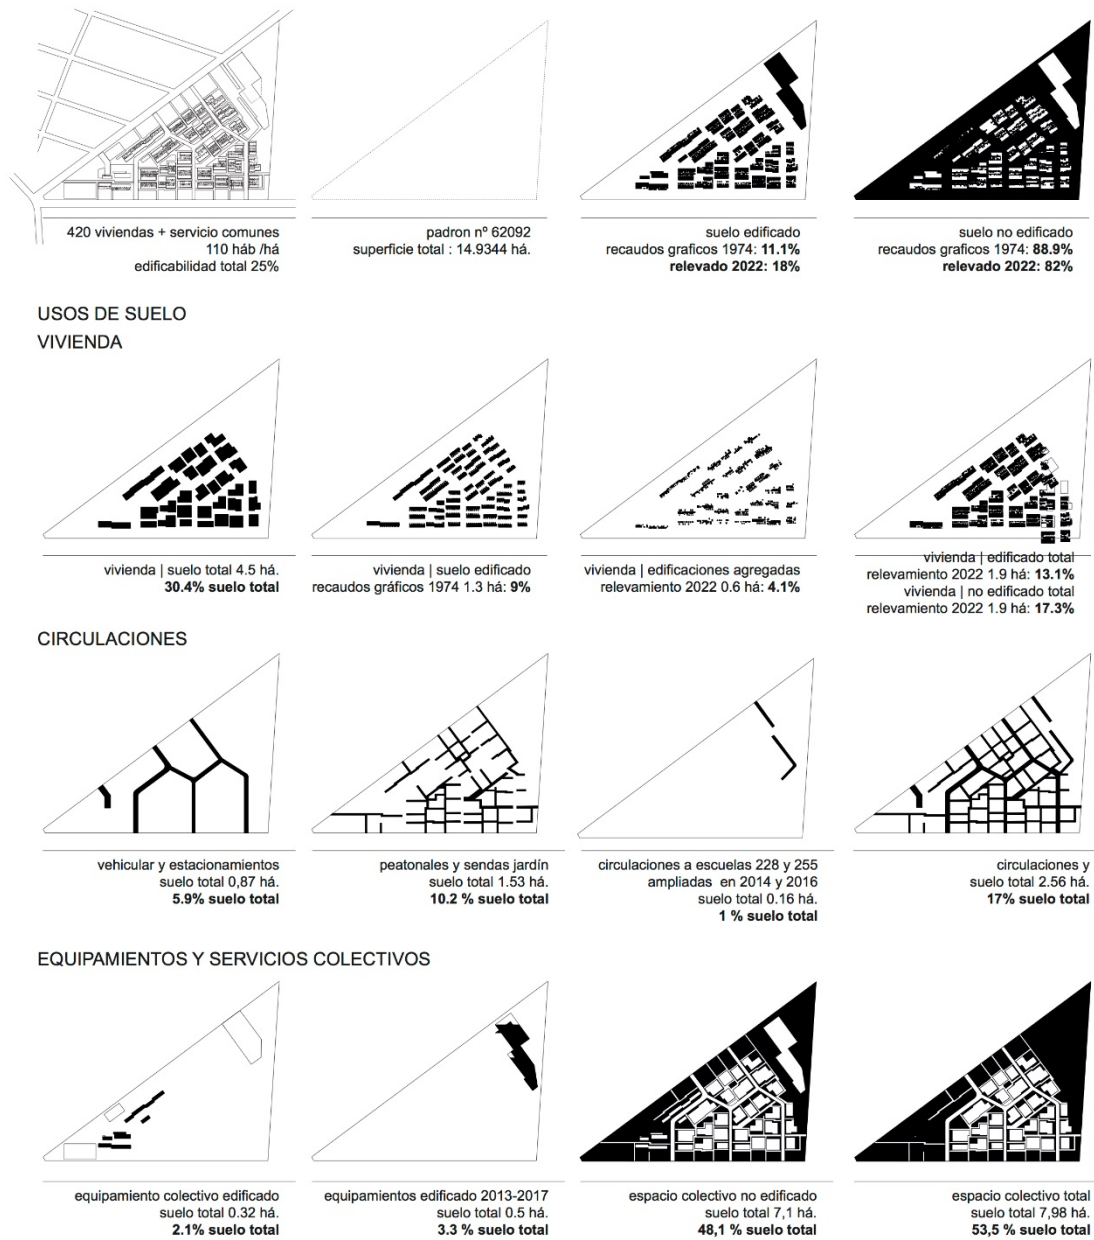 420 viviendas + servicio comunes
110 háb /há
edificabilidad total 25%
padron nº 62092
superficie total : 14.9344 há.
suelo edificado
recaudos graficos 1974: 11.1%
relevado 2022: 18%
suelo no edificado
recaudos graficos 1974: 88.9%
relevado 2022: 82%
USOS DE SUELO
VIVIENDA
vivienda | suelo total 4.5 há.
30.4% suelo total
vivienda | suelo edificado
recaudos gráficos 1974 1.3 há: 9%
vivienda | edificaciones agregadas
relevamiento 2022 0.6 há: 4.1%
vivienda | edificado total
relevamiento 2022 1.9 há: 13.1%
vivienda | no edificado total
relevamiento 2022 1.9 há: 17.3%
CIRCULACIONES
vehicular y estacionamientos
suelo total 0,87 há.
5.9% suelo total
peatonales y sendas jardín
suelo total 1.53 há.
10.2 % suelo total
circulaciones a escuelas 228 y 255
ampliadas en 2014 y 2016
suelo total 0.16 há.
1 % suelo total
circulaciones y
suelo total 2.56 há.
17% suelo total
EQUIPAMIENTOS Y SERVICIOS COLECTIVOS
equipamiento colectivo edificado
suelo total 0.32 há.
2.1% suelo total
equipamientos edificado 2013-2017
suelo total 0.5 há.
3.3 % suelo total
espacio colectivo no edificado
suelo total 7,1 há.
48,1 % suelo total
espacio colectivo total
suelo total 7,98 há.
53,5 % suelo total